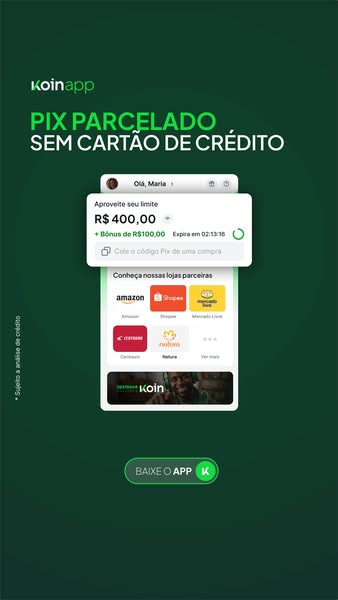 Koinapp
PIX PARCELADO
SEM CARTÃO DE CRÉDITO
Olá, Maria
Aproveite seu limite
R$ 400,00
+ Bônus de R$100,00 Expira em 02:13:16
Cole o código Pix de uma compra
Conheça nossas lojas parceiras
amazon Shopee mercado livre
Amazon Shopee Mercado Livre
CENTAURO natura
Centauro Natura Ver mais
DESTRAVA Koin
* Sujeito a análise de crédito
BAIXE O APP K